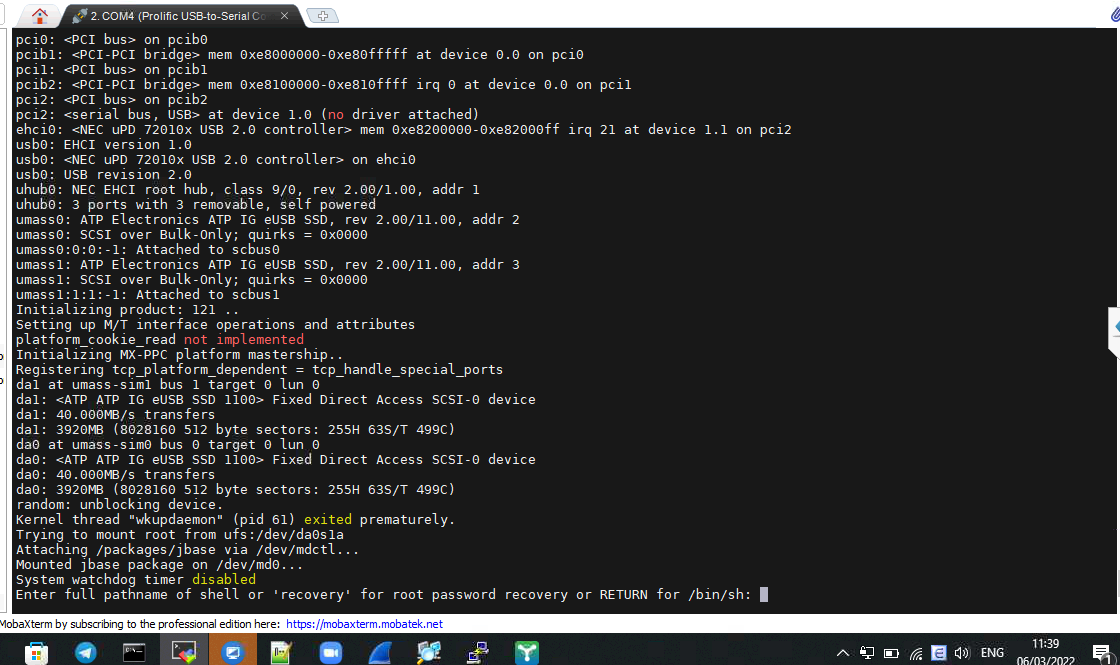 2. COM4 (Prolific USB-to-Serial Co
pci0: <PCI bus> on pcib0
pcib1: <PCI-PCI bridge> mem 0xe8000000-0xe80fffff at device 0.0 on pci0
pci1: <PCI bus> on pcib1
pcib2: <PCI-PCI bridge> mem 0xe8100000-0xe810ffff irq 0 at device 0.0 on pci1
pci2: <PCI bus> on pcib2
pci2: <serial bus, USB> at device 1.0 (no driver attached)
ehci0: <NEC uPD 72010x USB 2.0 controller> mem 0xe8200000-0xe82000ff irq 21 at device 1.1 on pci2
usb0: EHCI version 1.0
usb0: <NEC uPD 72010x USB 2.0 controller> on ehci0
usb0: USB revision 2.0
uhub0: NEC EHCI root hub, class 9/0, rev 2.00/1.00, addr 1
uhub0: 3 ports with 3 removable, self powered
umass0: ATP Electronics ATP IG eUSB SSD, rev 2.00/11.00, addr 2
umass0: SCSI over Bulk-Only; quirks = 0x0000
umass0:0:0:-1: Attached to scbus0
umass1: ATP Electronics ATP IG eUSB SSD, rev 2.00/11.00, addr 3
umass1: SCSI over Bulk-Only; quirks = 0x0000
umass1:1:1:-1: Attached to scbus1
Initializing product: 121 ..
Setting up M/T interface operations and attributes
platform_cookie_read not implemented
Initializing MX-PPC platform mastership..
Registering tcp_platform_dependent = tcp_handle_special_ports
da1 at umass-sim1 bus 1 target 0 lun 0
da1: <ATP ATP IG eUSB SSD 1100> Fixed Direct Access SCSI-0 device
da1: 40.000MB/s transfers
da1: 3920MB (8028160 512 byte sectors: 255H 63S/T 499C)
da0 at umass-sim0 bus 0 target 0 lun 0
da0: <ATP ATP IG eUSB SSD 1100> Fixed Direct Access SCSI-0 device
da0: 40.000MB/s transfers
da0: 3920MB (8028160 512 byte sectors: 255H 63S/T 499C)
random: unblocking device.
Kernel thread "wkupdaemon" (pid 61) exited prematurely.
Trying to mount root from ufs:/dev/da0s1a
Attaching /packages/jbase via /dev/mdctl...
Mounted jbase package on /dev/md0...
System watchdog timer disabled
Enter full pathname of shell or 'recovery' for root password recovery or RETURN for /bin/sh:
MobaXterm by subscribing to the professional edition here: https://mobaxterm.mobatek.net
ENG
11:39
06/03/2022